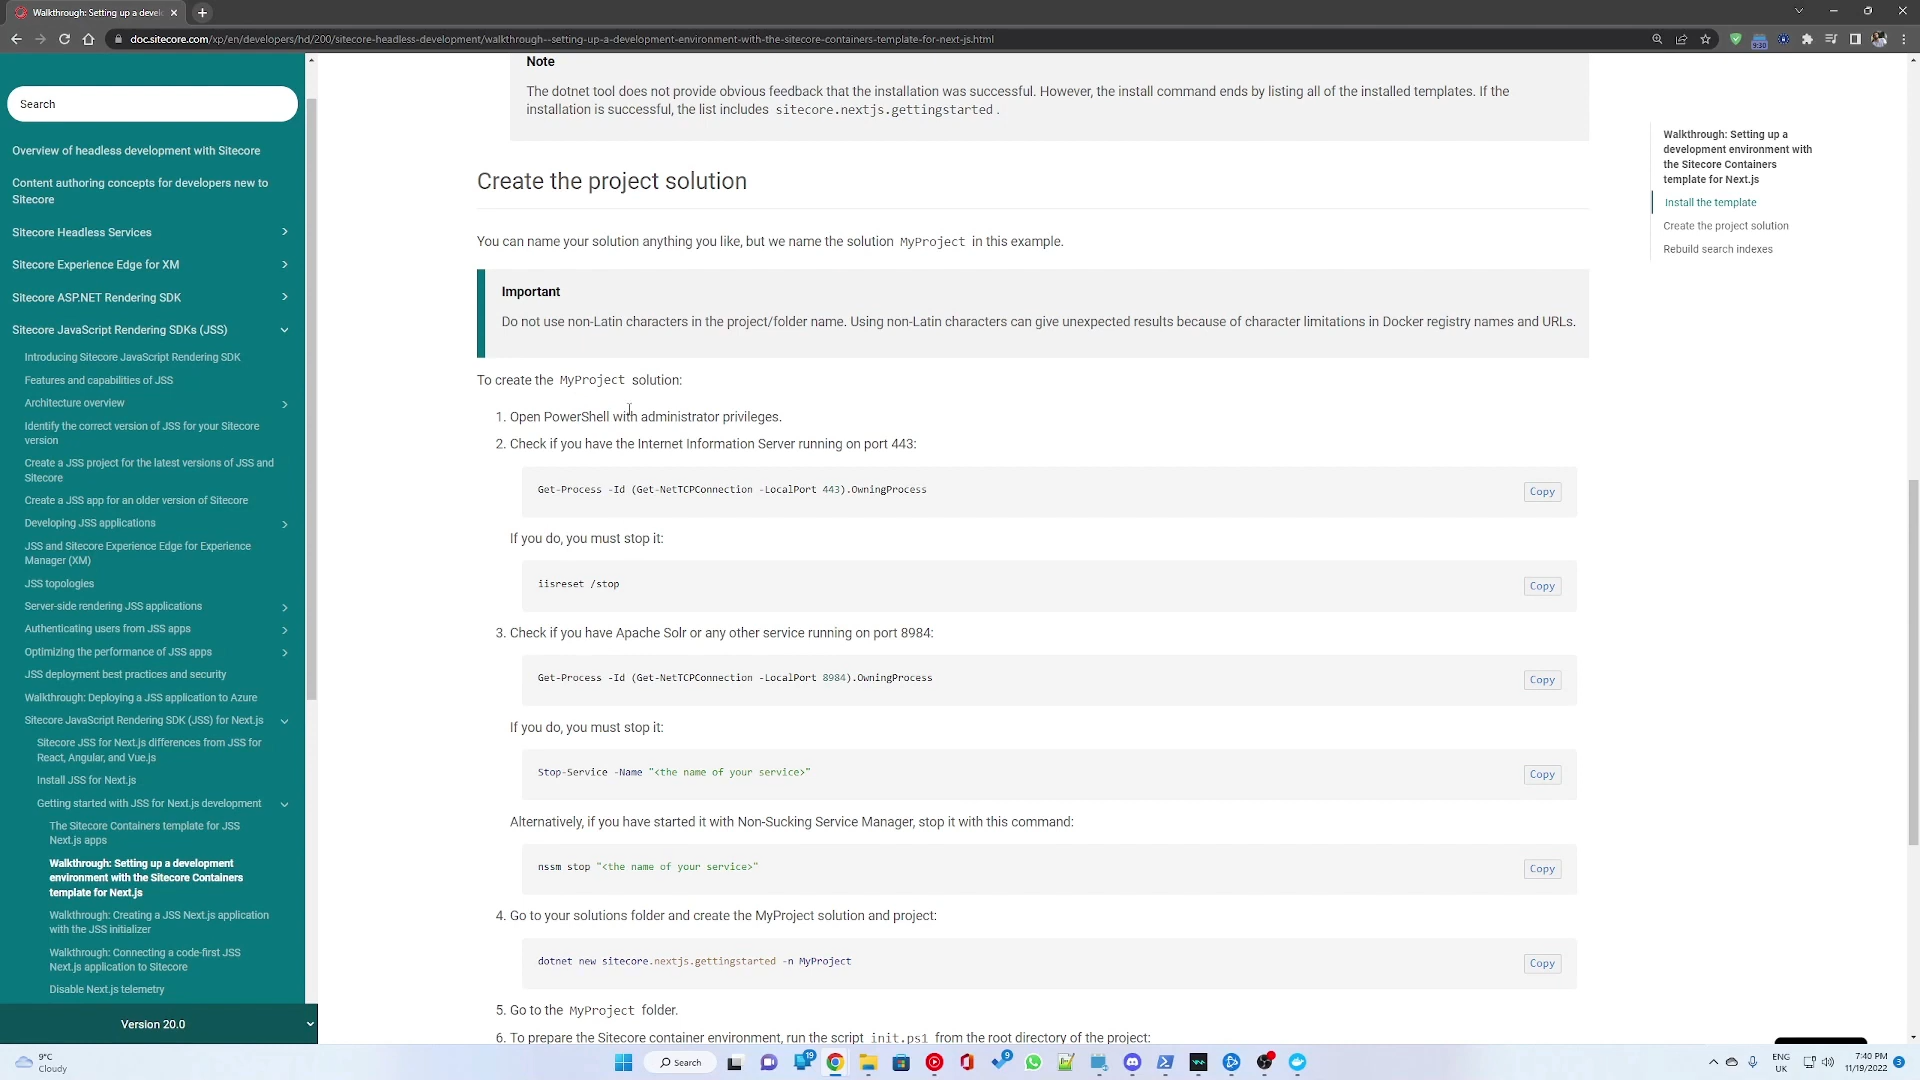 Walkthrough: Setting up a devel
doc.sitecore.com/xp/en/developers/hd/200/sitecore-headless-development/walkthrough--setting-up-a-development-environment-with-the-sitecore-containers-template-for-next-js.html
9:30
Search
Overview of headless development with Sitecore
Content authoring concepts for developers new to
Sitecore
Sitecore Headless Services
Sitecore Experience Edge for XM
Sitecore ASP.NET Rendering SDK
Sitecore JavaScript Rendering SDKs (JSS)
Introducing Sitecore JavaScript Rendering SDK
Features and capabilities of JSS
Architecture overview
Identify the correct version of JSS for your Sitecore
version
Create a JSS project for the latest versions of JSS and
Sitecore
Create a JSS app for an older version of Sitecore
Developing JSS applications
JSS and Sitecore Experience Edge for Experience
Manager (XM)
JSS topologies
Server-side rendering JSS applications
Authenticating users from JSS apps
Optimizing the performance of JSS apps
JSS deployment best practices and security
Walkthrough: Deploying a JSS application to Azure
Sitecore JavaScript Rendering SDK (JSS) for Next.js
Sitecore JSS for Next.js differences from JSS for
React, Angular, and Vue.js
Install JSS for Next.js
Getting started with JSS for Next.js development
The Sitecore Containers template for JSS
Next.js apps
Walkthrough: Setting up a development
environment with the Sitecore Containers
template for Next.js
Walkthrough: Creating a JSS Next.js application
with the JSS initializer
Walkthrough: Connecting a code-first JSS
Next.js application to Sitecore
Disable Next.js telemetry
Version 20.0
Note
The dotnet tool does not provide obvious feedback that the installation was successful. However, the install command ends by listing all of the installed templates. If the
installation is successful, the list includes sitecore.nextjs.gettingstarted.
Create the project solution
You can name your solution anything you like, but we name the solution MyProject in this example.
Important
Do not use non-Latin characters in the project/folder name. Using non-Latin characters can give unexpected results because of character limitations in Docker registry names and URLs.
To create the MyProject solution:
1. Open PowerShell with administrator privileges.
2. Check if you have the Internet Information Server running on port 443:
Get-Process -Id (Get-NetTCPConnection -LocalPort 443).OwningProcess
Copy
If you do, you must stop it:
iisreset /stop
Copy
3. Check if you have Apache Solr or any other service running on port 8984:
Get-Process -Id (Get-NetTCPConnection -LocalPort 8984).OwningProcess
Copy
If you do, you must stop it:
Stop-Service -Name "<the name of your service>"
Copy
Alternatively, if you have started it with Non-Sucking Service Manager, stop it with this command:
nssm stop "<the name of your service>"
Copy
4. Go to your solutions folder and create the MyProject solution and project:
dotnet new sitecore.nextjs.gettingstarted -n MyProject
Copy
5. Go to the MyProject folder.
6. To prepare the Sitecore container environment, run the script init.ps1 from the root directory of the project:
Walkthrough: Setting up a
development environment with
the Sitecore Containers
template for Next.js
Install the template
Create the project solution
Rebuild search indexes
9°C
Cloudy
Search
19
9
ENG
UK
7:40 PM
11/19/2022
3